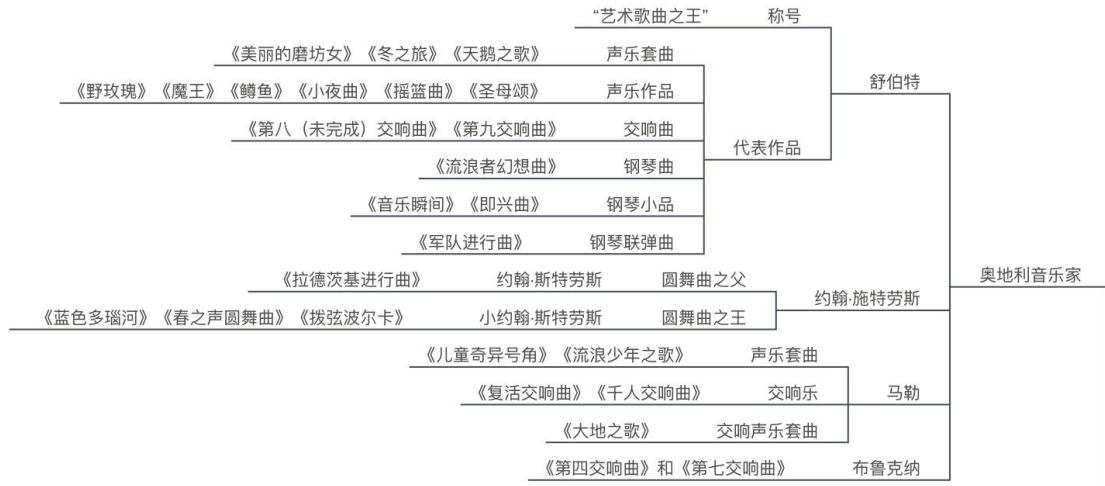 “艺术歌曲之王” 称号
《美丽的磨坊女》《冬之旅》《天鹅之歌》 声乐套曲
舒伯特
《野玫瑰》《魔王》《鳟鱼》《小夜曲》《摇篮曲》《圣母颂》 声乐作品
《第八（未完成）交响曲》《第九交响曲》 交响曲
代表作品
《流浪者幻想曲》 钢琴曲
《音乐瞬间》《即兴曲》 钢琴小品
《军队进行曲》 钢琴联弹曲
奥地利音乐家
《拉德茨基进行曲》 约翰·斯特劳斯 圆舞曲之父
约翰·施特劳斯
《蓝色多瑙河》《春之声圆舞曲》《拨弦波尔卡》 小约翰·斯特劳斯 圆舞曲之王
《儿童奇异号角》《流浪少年之歌》 声乐套曲
《复活交响曲》《千人交响曲》 交响乐 马勒
《大地之歌》 交响声乐套曲
《第四交响曲》和《第七交响曲》 布鲁克纳